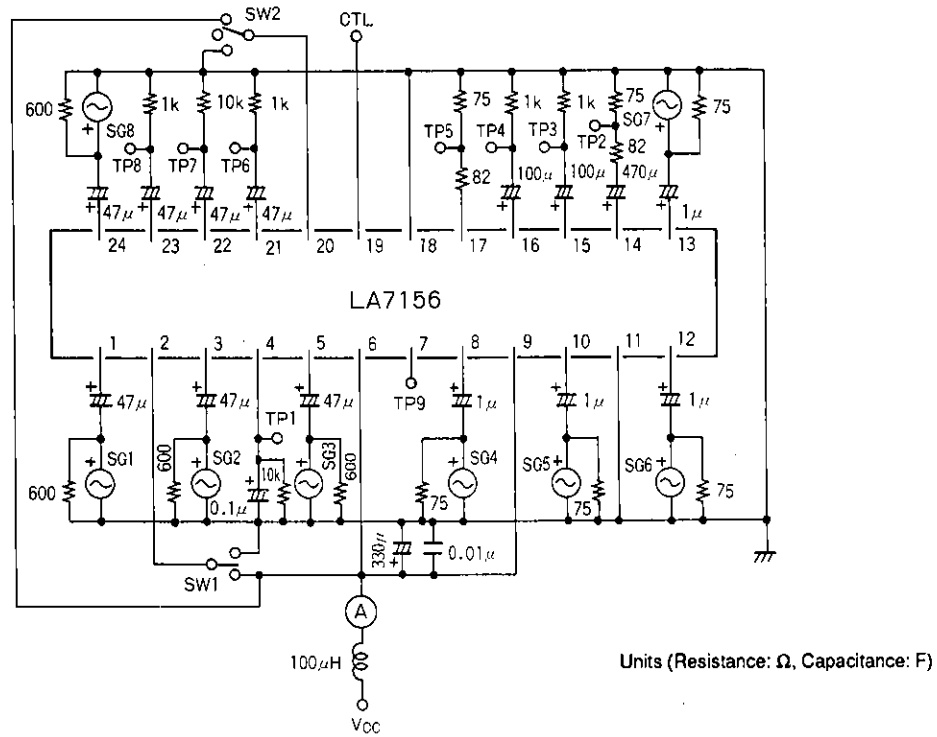 SW2 CTL.
600 SG8 1k 10k 1k 75 1k 1k 75 SG7 75
TP8 TP7 TP6 TP5 TP4 TP3 TP2
82 82
47μ 47μ 47μ 47μ 100μ 100μ 470μ 1μ
24 23 22 21 20 19 18 17 16 15 14 13
LA7156
1 2 3 4 5 6 7 8 9 10 11 12
47μ 47μ TP1 47μ TP9 1μ 1μ 1μ
600 SG1 600 SG2 0.1μ 10k SG3 600 75 SG4 SG5 75 SG6 75
SW1 330μ 0.01μ
A
100μH
VCC
Units (Resistance: Ω, Capacitance: F)